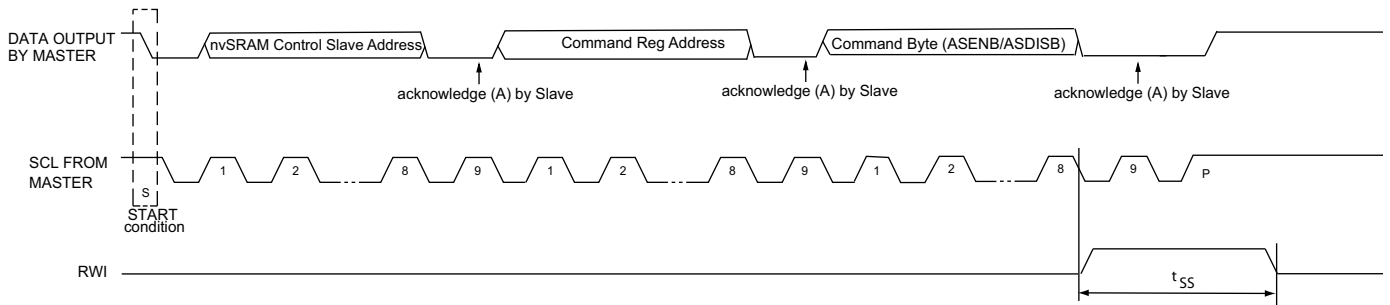 DATA OUTPUT
BY MASTER
nvSRAM Control Slave Address
Command Reg Address
Command Byte (ASENB/ASDISB)
acknowledge (A) by Slave
acknowledge (A) by Slave
acknowledge (A) by Slave
SCL FROM
MASTER
1 2 8 9 1 2 8 9 1 2 8 9 P
S
START
condition
RWI
tSS